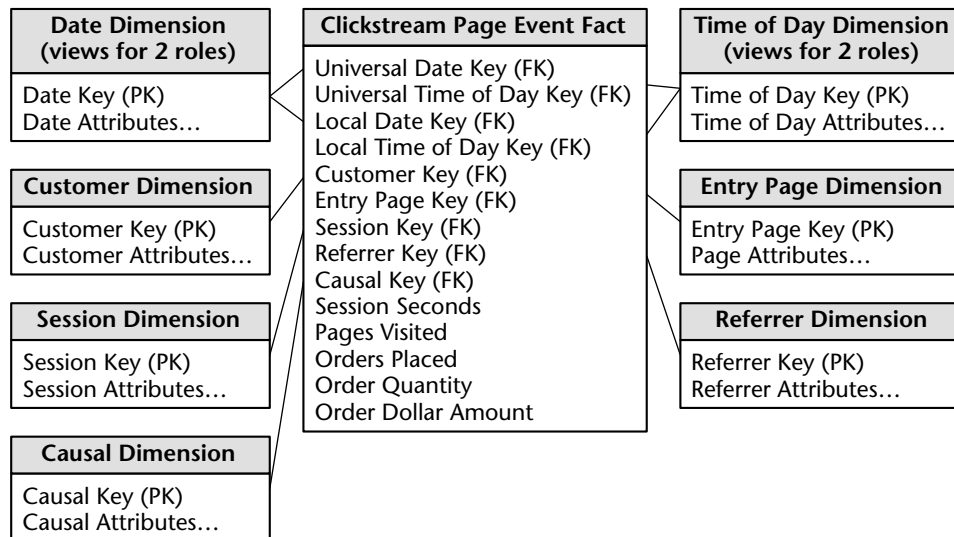 Date Dimension
(views for 2 roles)
Date Key (PK)
Date Attributes…
Customer Dimension
Customer Key (PK)
Customer Attributes…
Session Dimension
Session Key (PK)
Session Attributes…
Causal Dimension
Causal Key (PK)
Causal Attributes…
Clickstream Page Event Fact
Universal Date Key (FK)
Universal Time of Day Key (FK)
Local Date Key (FK)
Local Time of Day Key (FK)
Customer Key (FK)
Entry Page Key (FK)
Session Key (FK)
Referrer Key (FK)
Causal Key (FK)
Session Seconds
Pages Visited
Orders Placed
Order Quantity
Order Dollar Amount
Time of Day Dimension
(views for 2 roles)
Time of Day Key (PK)
Time of Day Attributes…
Entry Page Dimension
Entry Page Key (PK)
Page Attributes…
Referrer Dimension
Referrer Key (PK)
Referrer Attributes…